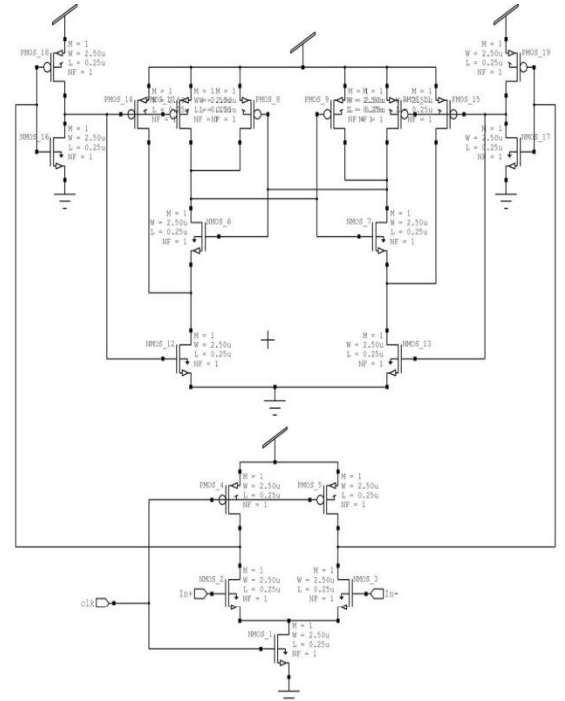 PMOS_18
M = 1
W = 2.50u
L = 0.25u
NF = 1
PMOS_19
M = 1
W = 2.50u
L = 0.25u
NF = 1
PMOS_14
PMOS_8
PMOS_9
PMOS_15
NMOS_16
M = 1
W = 2.50u
L = 0.25u
NF = 1
NMOS_17
M = 1
W = 2.50u
L = 0.25u
NF = 1
M = 1
W = 2.50u
L = 0.25u
NF = 1
NMOS_6
M = 1
W = 2.50u
L = 0.25u
NF = 1
NMOS_7
NMOS_12
M = 1
W = 2.50u
L = 0.25u
NF = 1
M = 1
W = 2.50u
L = 0.25u
NF = 1
NMOS_13
PMOS_4
M = 1
W = 2.50u
L = 0.25u
NF = 1
PMOS_5
M = 1
W = 2.50u
L = 0.25u
NF = 1
NMOS_2
M = 1
W = 2.50u
L = 0.25u
NF = 1
M = 1
W = 2.50u
L = 0.25u
NF = 1
NMOS_3
In+
In-
clk
NMOS_1
M = 1
W = 2.50u
L = 0.25u
NF = 1